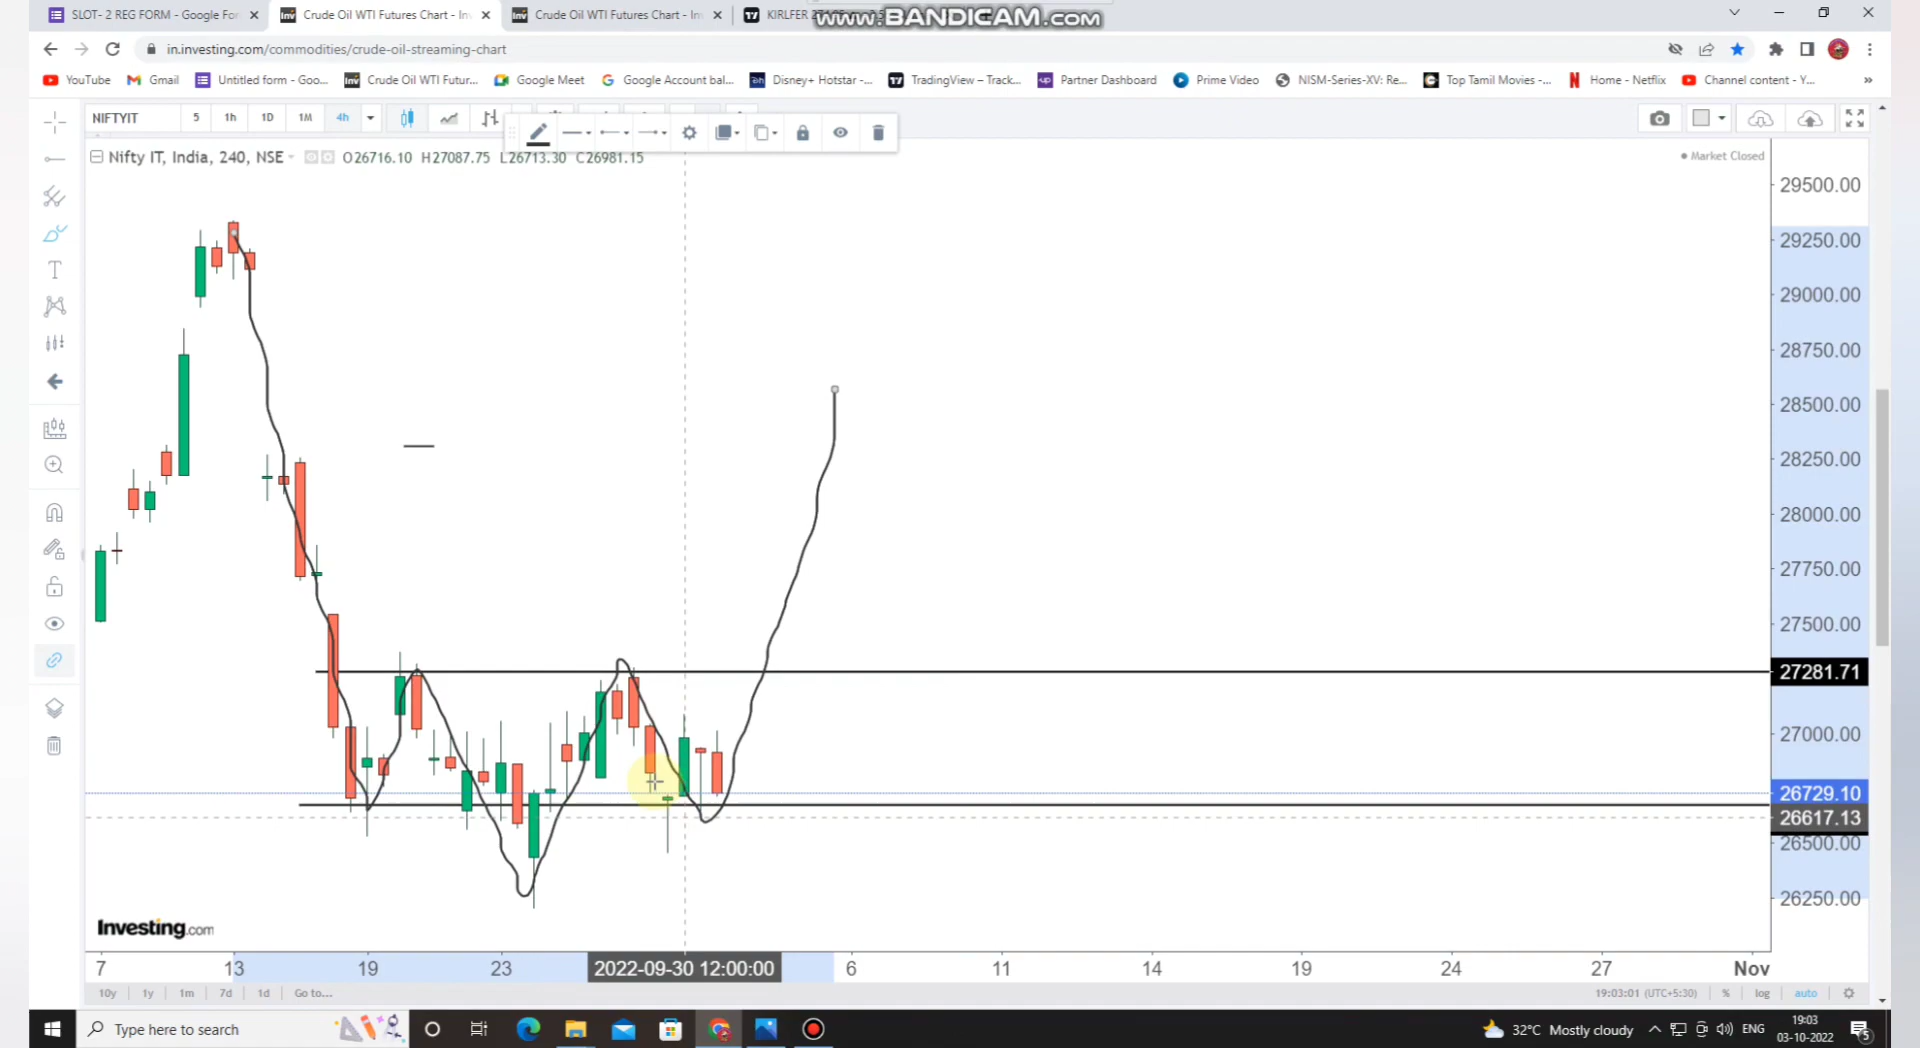 SLOT- 2 REG FORM - Google For
Crude Oil WTI Futures Chart - In
Crude Oil WTI Futures Chart - In
KIRLFER
www.BANDICAM.com
in.investing.com/commodities/crude-oil-streaming-chart
YouTube
Gmail
Untitled form - Goo...
Crude Oil WTI Futur...
Google Meet
Google Account bal...
Disney+ Hotstar -...
TradingView – Track...
Partner Dashboard
Prime Video
NISM-Series-XV: Re...
Top Tamil Movies -...
Home - Netflix
Channel content - Y...
NIFTYIT 5 1h 1D 1M 4h
Nifty IT, India, 240, NSE O26716.10 H27087.75 L26713.30 C26981.15
Market Closed
29500.00
29250.00
29000.00
28750.00
28500.00
28250.00
28000.00
27750.00
27500.00
27281.71
27000.00
26729.10
26617.13
26500.00
26250.00
Investing.com
7 13 19 23 2022-09-30 12:00:00 6 11 14 19 24 27 Nov
10y 1y 1m 7d 1d Go to... 19:03:01 (UTC+5:30) % log auto
Type here to search
32°C Mostly cloudy
ENG
19:03
03-10-2022
5